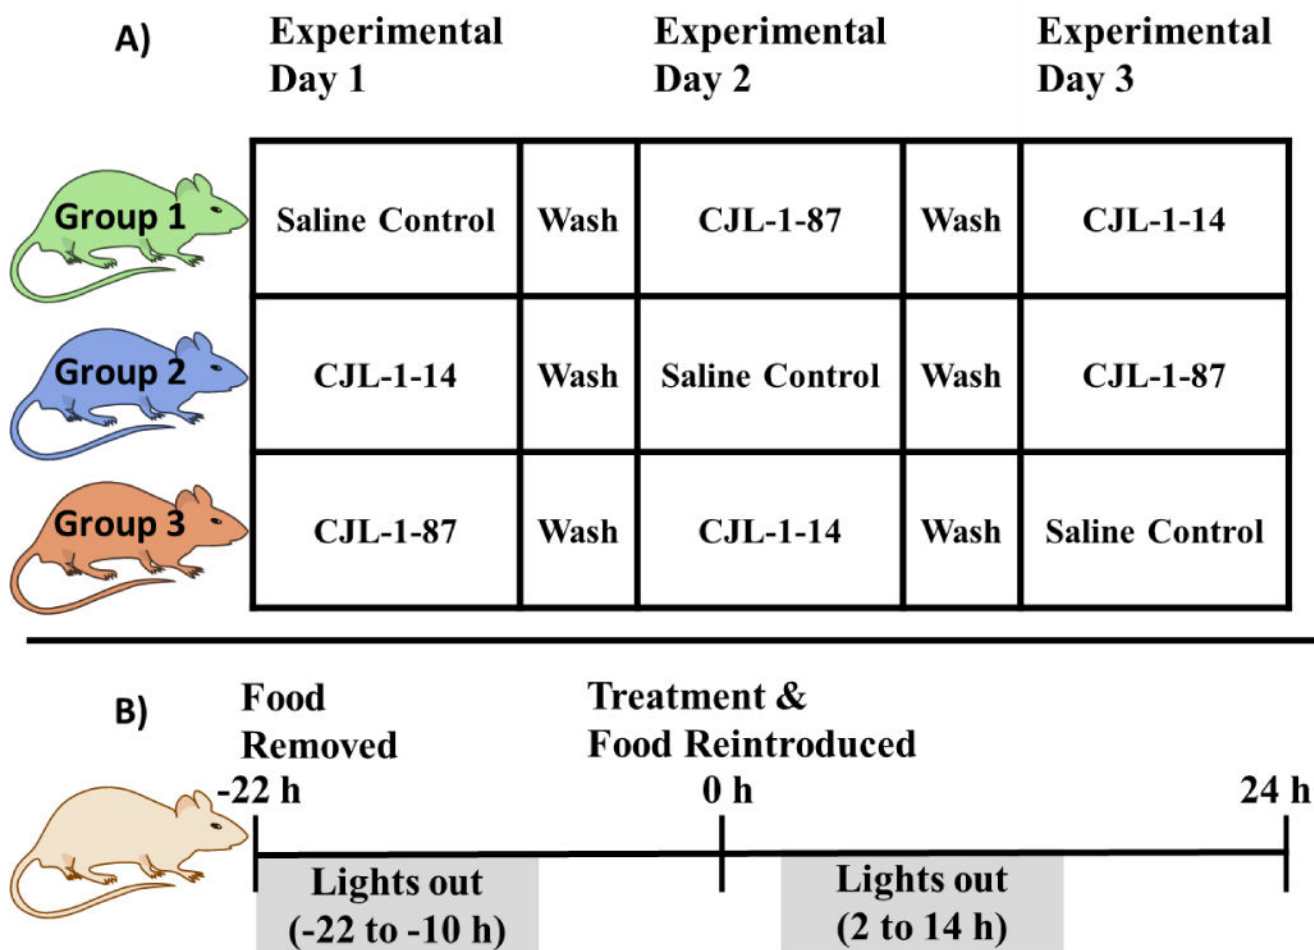 A)
Experimental
Day 1
Experimental
Day 2
Experimental
Day 3
Group 1
Saline Control
Wash
CJL-1-87
Wash
CJL-1-14
Group 2
CJL-1-14
Wash
Saline Control
Wash
CJL-1-87
Group 3
CJL-1-87
Wash
CJL-1-14
Wash
Saline Control
B)
Food
Removed
Treatment &
Food Reintroduced
-22 h
0 h
24 h
Lights out
(-22 to -10 h)
Lights out
(2 to 14 h)